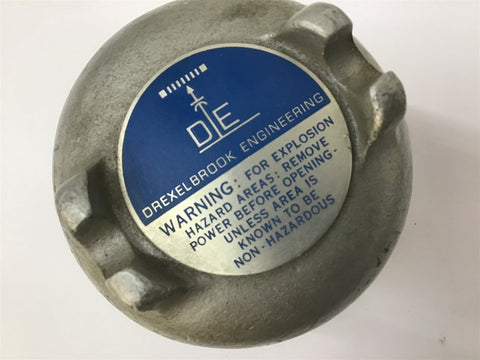 DE
DREXELBROOK ENGINEERING
WARNING: FOR EXPLOSION
HAZARD AREAS: REMOVE
POWER BEFORE OPENING-
UNLESS AREA IS
KNOWN TO BE
NON-HAZARDOUS